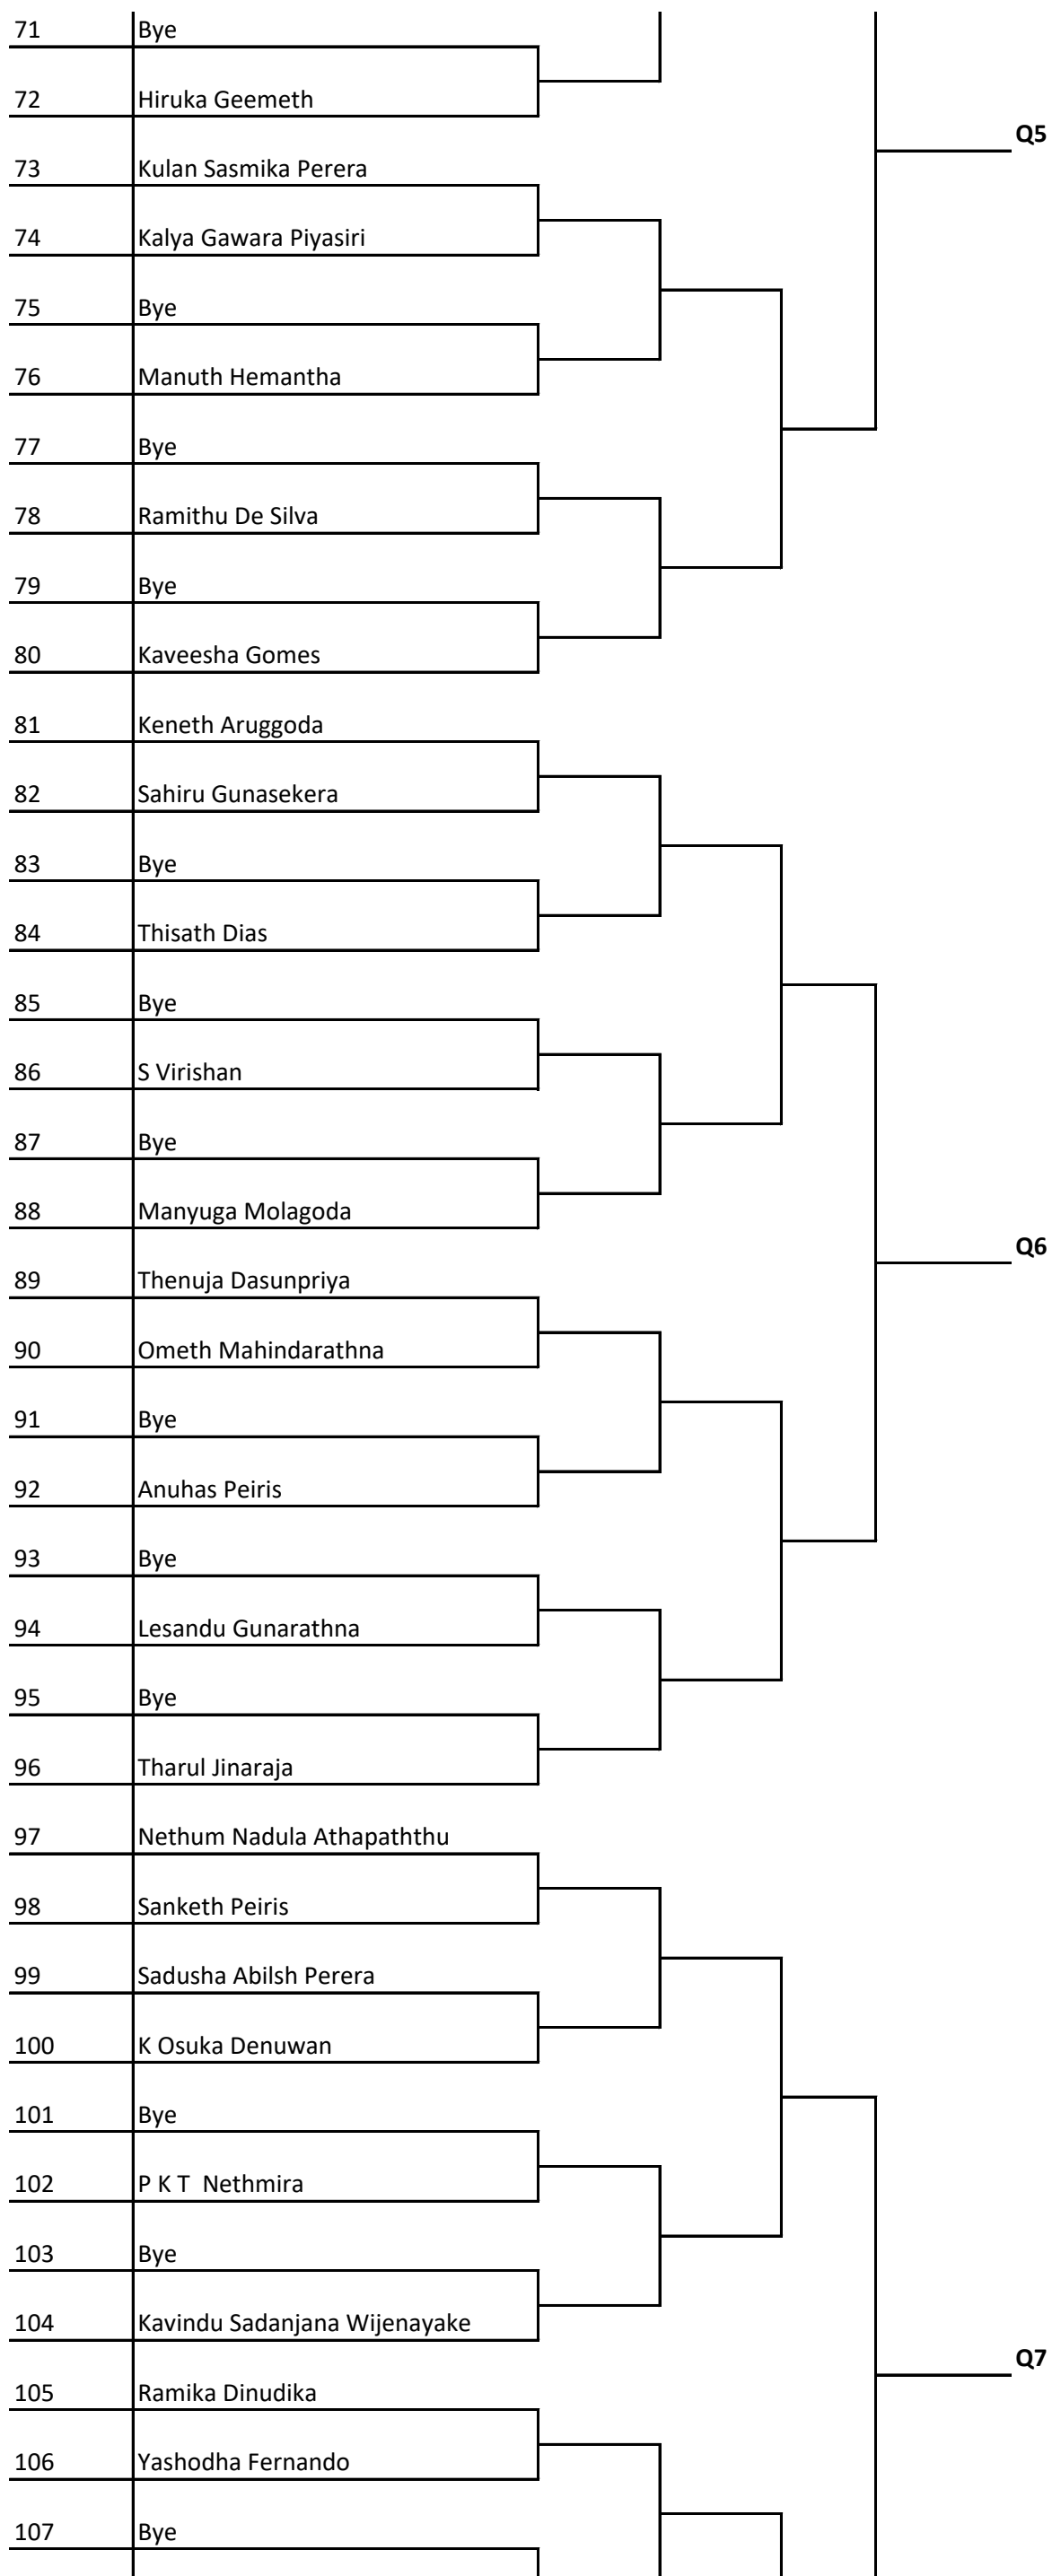 71 Bye
72 Hiruka Geemeth
Q5
73 Kulan Sasmika Perera
74 Kalya Gawara Piyasiri
75 Bye
76 Manuth Hemantha
77 Bye
78 Ramithu De Silva
79 Bye
80 Kaveesha Gomes
81 Keneth Aruggoda
82 Sahiru Gunasekera
83 Bye
84 Thisath Dias
85 Bye
86 S Virishan
87 Bye
88 Manyuga Molagoda
Q6
89 Thenuja Dasunpriya
90 Ometh Mahindarathna
91 Bye
92 Anuhas Peiris
93 Bye
94 Lesandu Gunarathna
95 Bye
96 Tharul Jinaraja
97 Nethum Nadula Athapaththu
98 Sanketh Peiris
99 Sadusha Abilsh Perera
100 K Osuka Denuwan
101 Bye
102 P K T  Nethmira
103 Bye
104 Kavindu Sadanjana Wijenayake
Q7
105 Ramika Dinudika
106 Yashodha Fernando
107 Bye